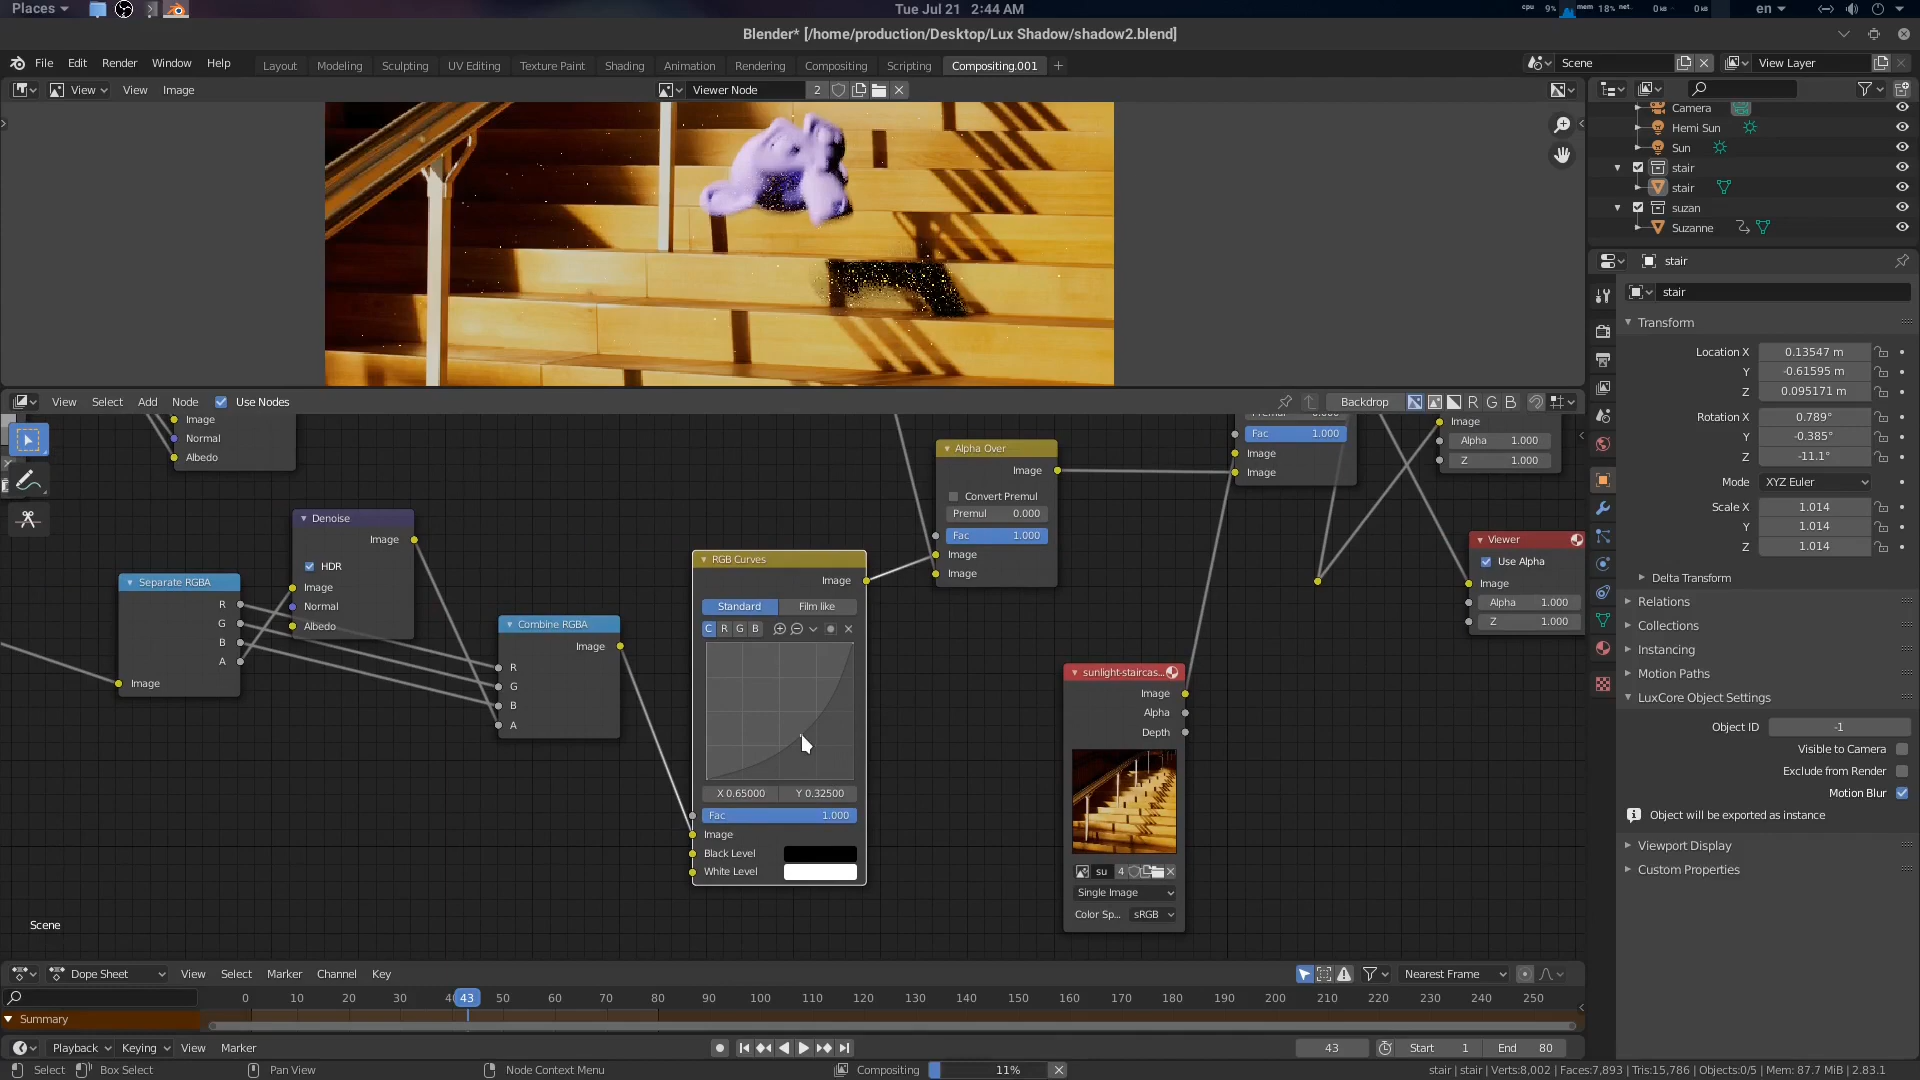 Places
Tue Jul 21 2:44 AM
cpu 9% mem 18% net 0 kB 0 kB en
Blender* [/home/production/Desktop/Lux Shadow/shadow2.blend]
File Edit Render Window Help
Layout Modeling Sculpting UV Editing Texture Paint Shading Animation Rendering Compositing Scripting Compositing.001 +
Scene View Layer
View View Image Viewer Node 2
Camera
Hemi Sun
Sun
stair
stair
suzan
Suzanne
stair
stair
Transform
Location X 0.13547 m
Y -0.61595 m
Z 0.095171 m
Rotation X 0.789°
Y -0.385°
Z -11.1°
Mode XYZ Euler
Scale X 1.014
Y 1.014
Z 1.014
Delta Transform
Relations
Collections
Instancing
Motion Paths
LuxCore Object Settings
Object ID -1
Visible to Camera
Exclude from Render
Motion Blur
Object will be exported as instance
Viewport Display
Custom Properties
View Select Add Node Use Nodes Backdrop R G B
Image
Normal
Albedo
Separate RGBA
R
G
B
A
Image
Denoise
Image
HDR
Image
Normal
Albedo
Combine RGBA
Image
R
G
B
A
RGB Curves
Image
Standard Film like
C R G B
X 0.65000 Y 0.32500
Fac 1.000
Image
Black Level
White Level
Alpha Over
Image
Convert Premul
Premul 0.000
Fac 1.000
Image
Image
Fac 1.000
Image
Image
Image
Alpha 1.000
Z 1.000
Viewer
Use Alpha
Image
Alpha 1.000
Z 1.000
sunlight-staircas...
Image
Alpha
Depth
su 4
Single Image
Color Sp... sRGB
Scene
Dope Sheet View Select Marker Channel Key Nearest Frame
0 10 20 30 43 50 60 70 80 90 100 110 120 130 140 150 160 170 180 190 200 210 220 230 240 250
Summary
Playback Keying View Marker 43 Start 1 End 80
Select Box Select Pan View Node Context Menu Compositing 11% stair | stair | Verts:8,002 | Faces:7,893 | Tris:15,786 | Objects:0/5 | Mem: 87.7 MiB | 2.83.1